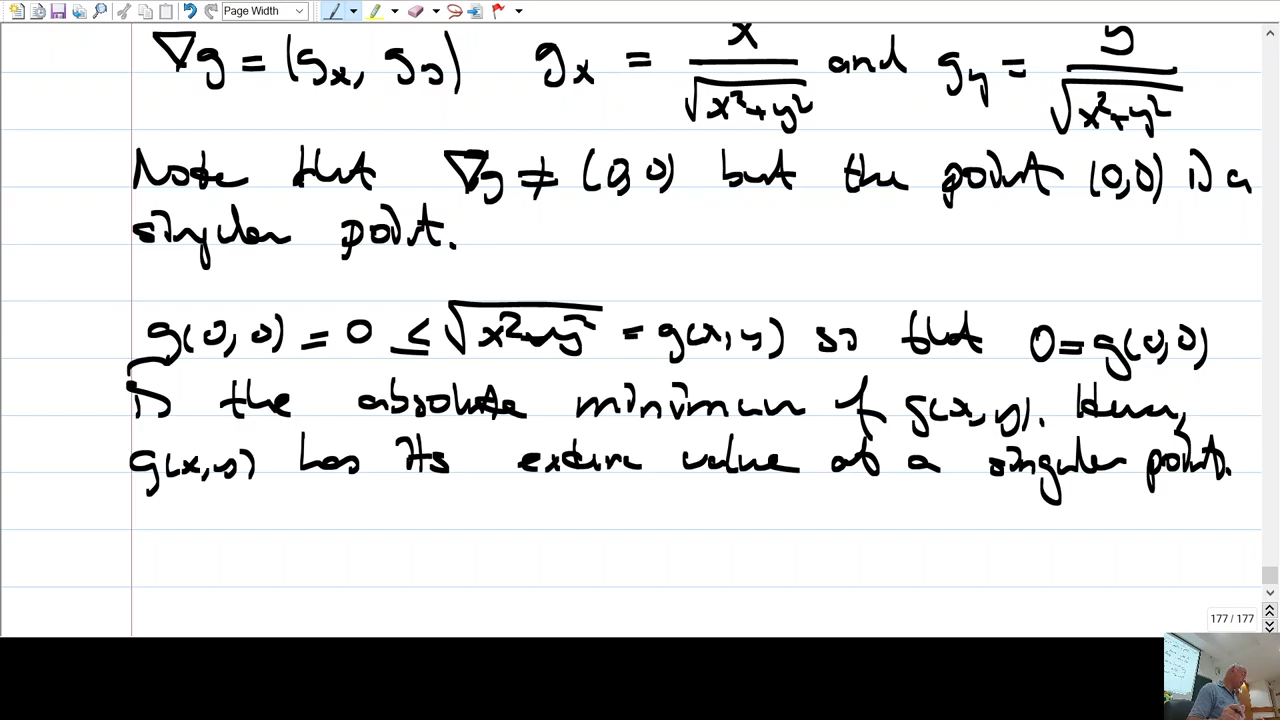 Page Width
∇g = (gx, gy) gx = x/√(x²+y²) and gy = y/√(x²+y²)
Note that ∇g ≠ (0,0) but the point (0,0) is a
singular point.
g(0,0) = 0 ≤ √(x²+y²) = g(x,y) so that 0 = g(0,0)
is the absolute minimum of g(x,y). Hence,
g(x,y) has its extreme value at a singular point.
177 / 177